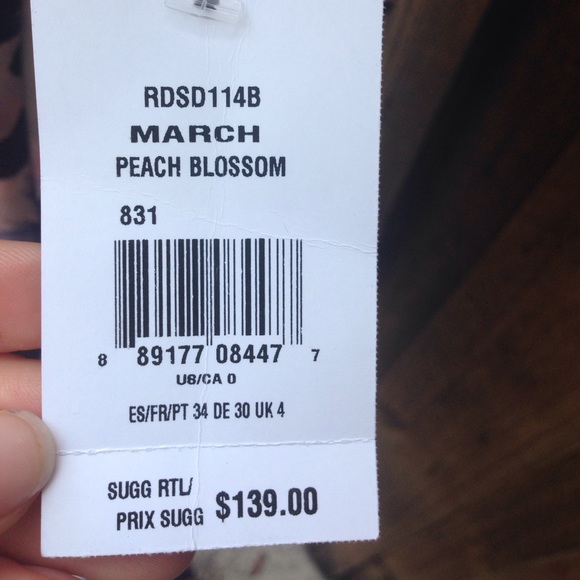 RDSD114B
MARCH
PEACH BLOSSOM
831
8 89177 08447 7
US/CA 0
ES/FR/PT 34 DE 30 UK 4
SUGG RTL/
PRIX SUGG $139.00